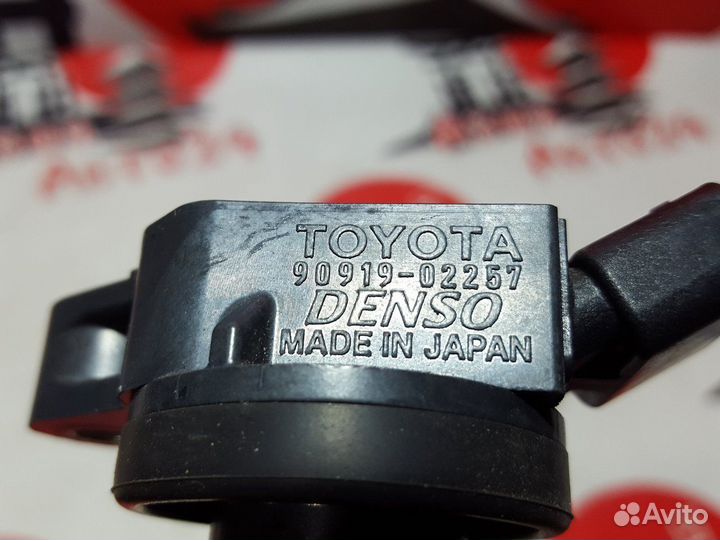 TOYOTA
90919-02257
DENSO
MADE IN JAPAN
Avito